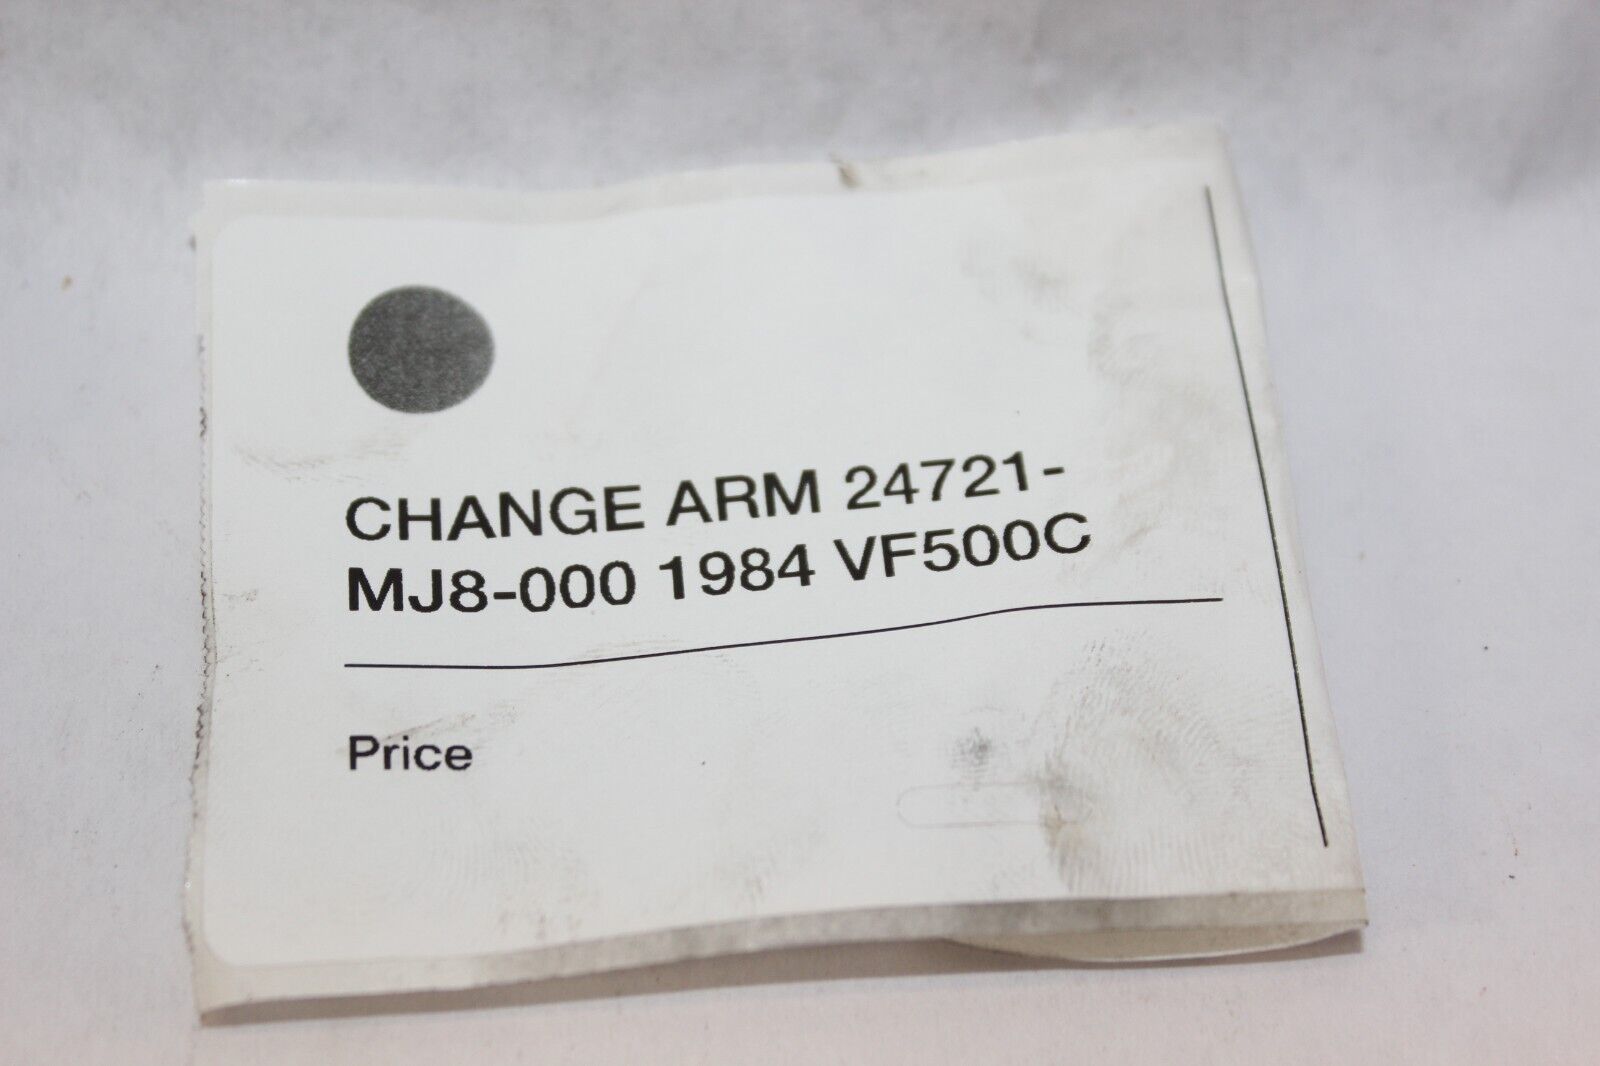 CHANGE ARM 24721-
MJ8-000 1984 VF500C
Price